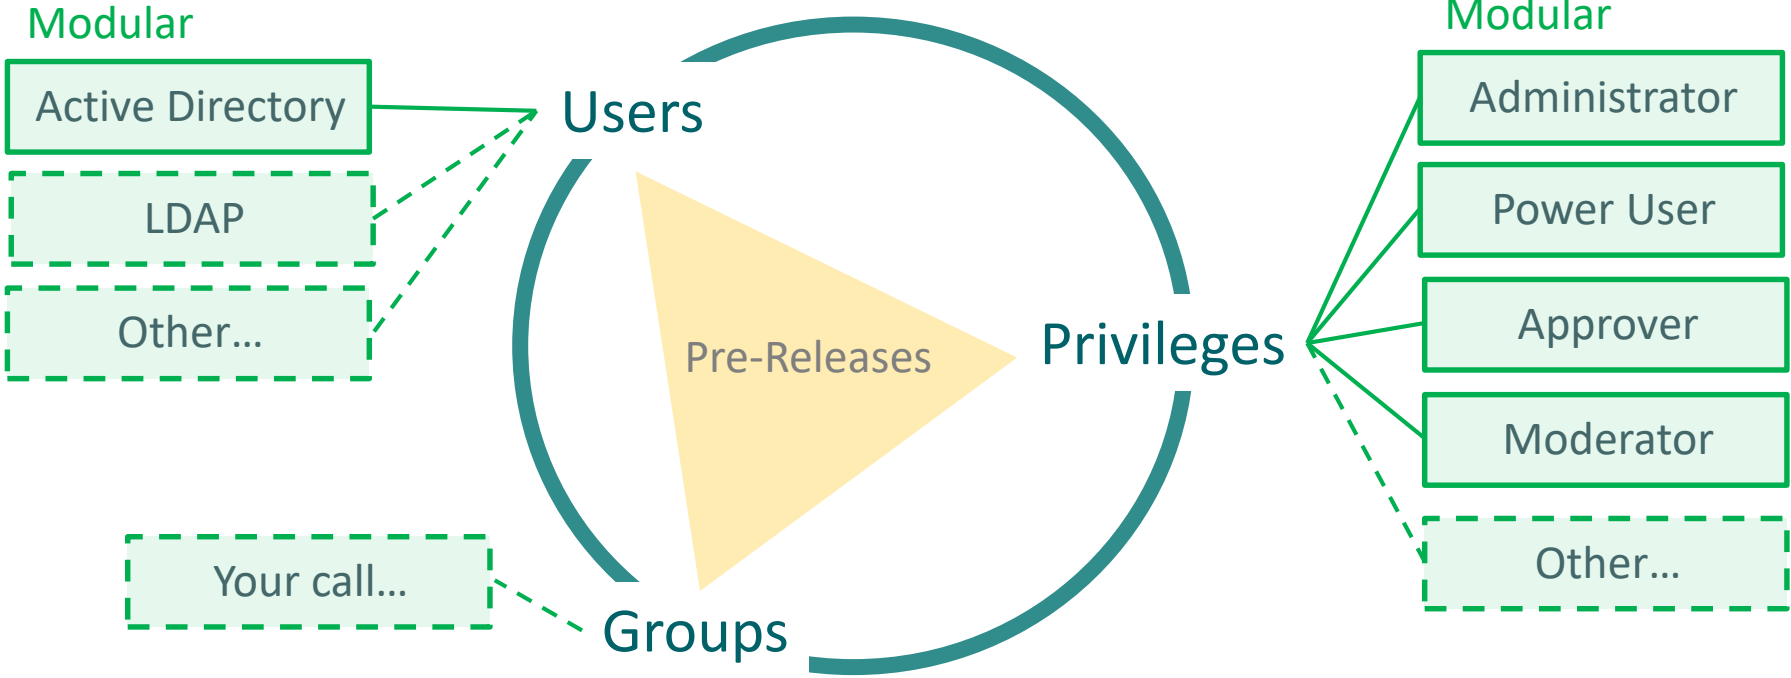 Modular
Active Directory
LDAP
Other...
Users
Pre-Releases
Privileges
Your call...
Groups
Modular
Administrator
Power User
Approver
Moderator
Other...